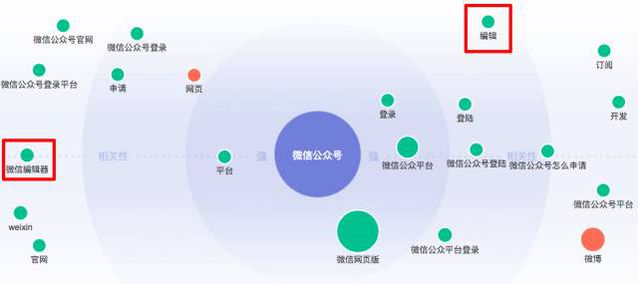 编辑
微信公众号官网
微信公众号登录
订阅
微信公众号登录平台
申请
网页
登录
登陆
开发
微信编辑器
相关性
平台
强
微信公众号
强
微信公众平台
微信公众号登陆
相关性
微信公众号怎么申请
微信公众号平台
weixin
官网
微信网页版
微信公众平台登录
微博